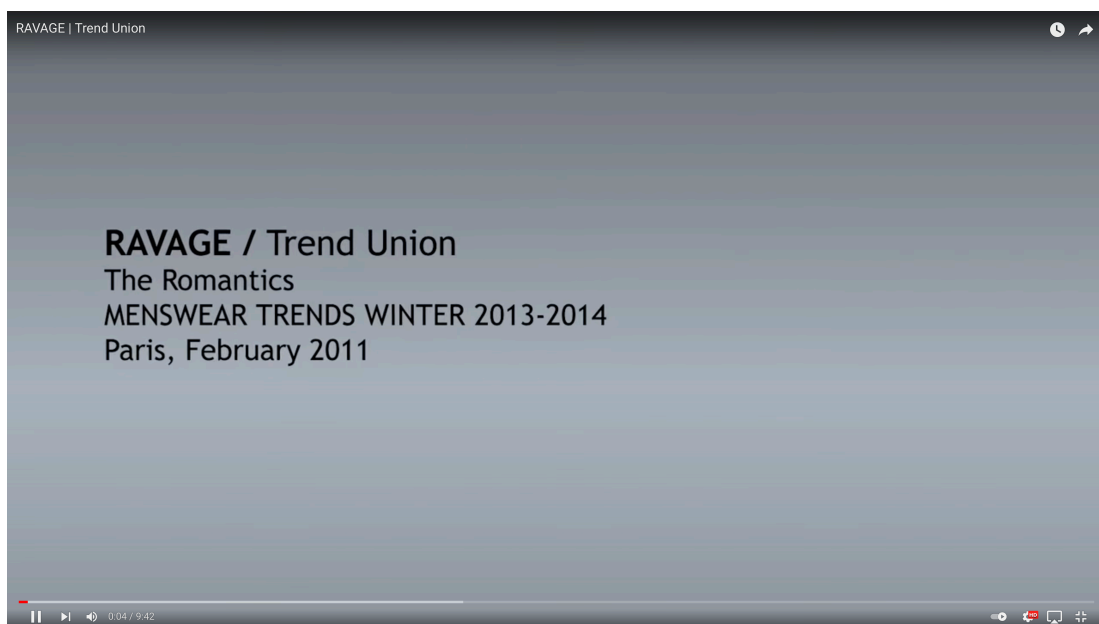 RAVAGE | Trend Union
RAVAGE / Trend Union
The Romantics
MENSWEAR TRENDS WINTER 2013-2014
Paris, February 2011
0:04 / 9:42
HD